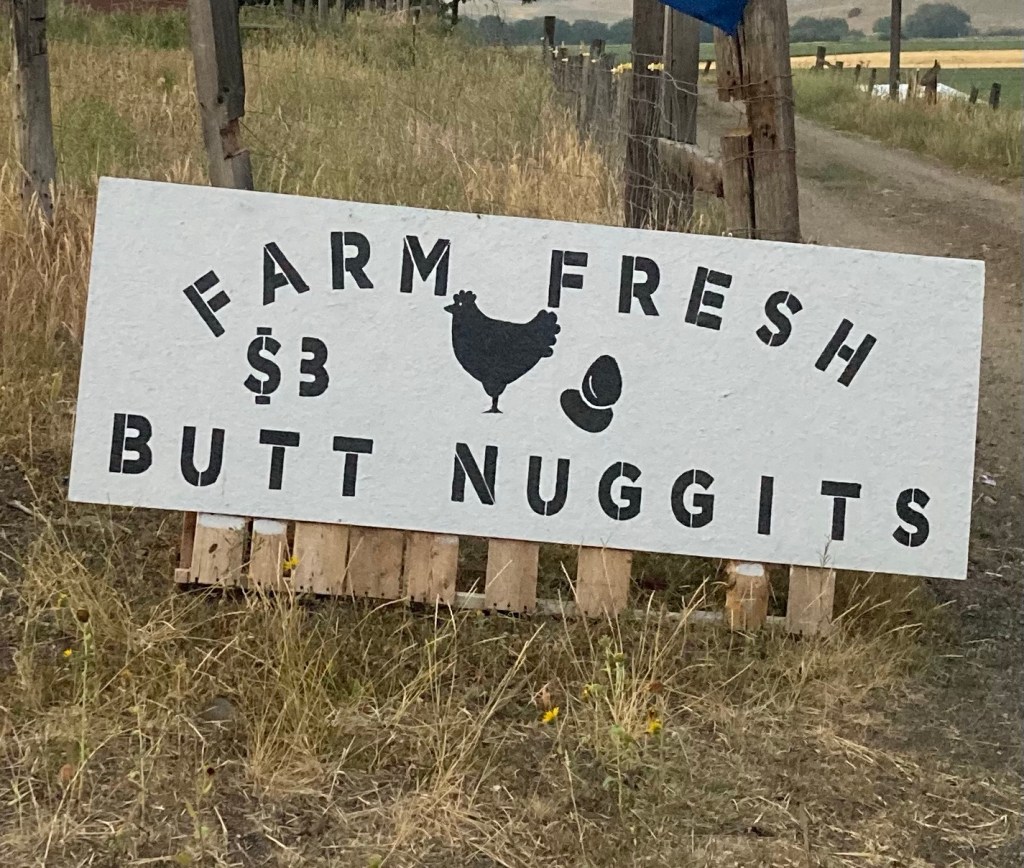 FARM FRESH
$3
BUTT NUGGITS